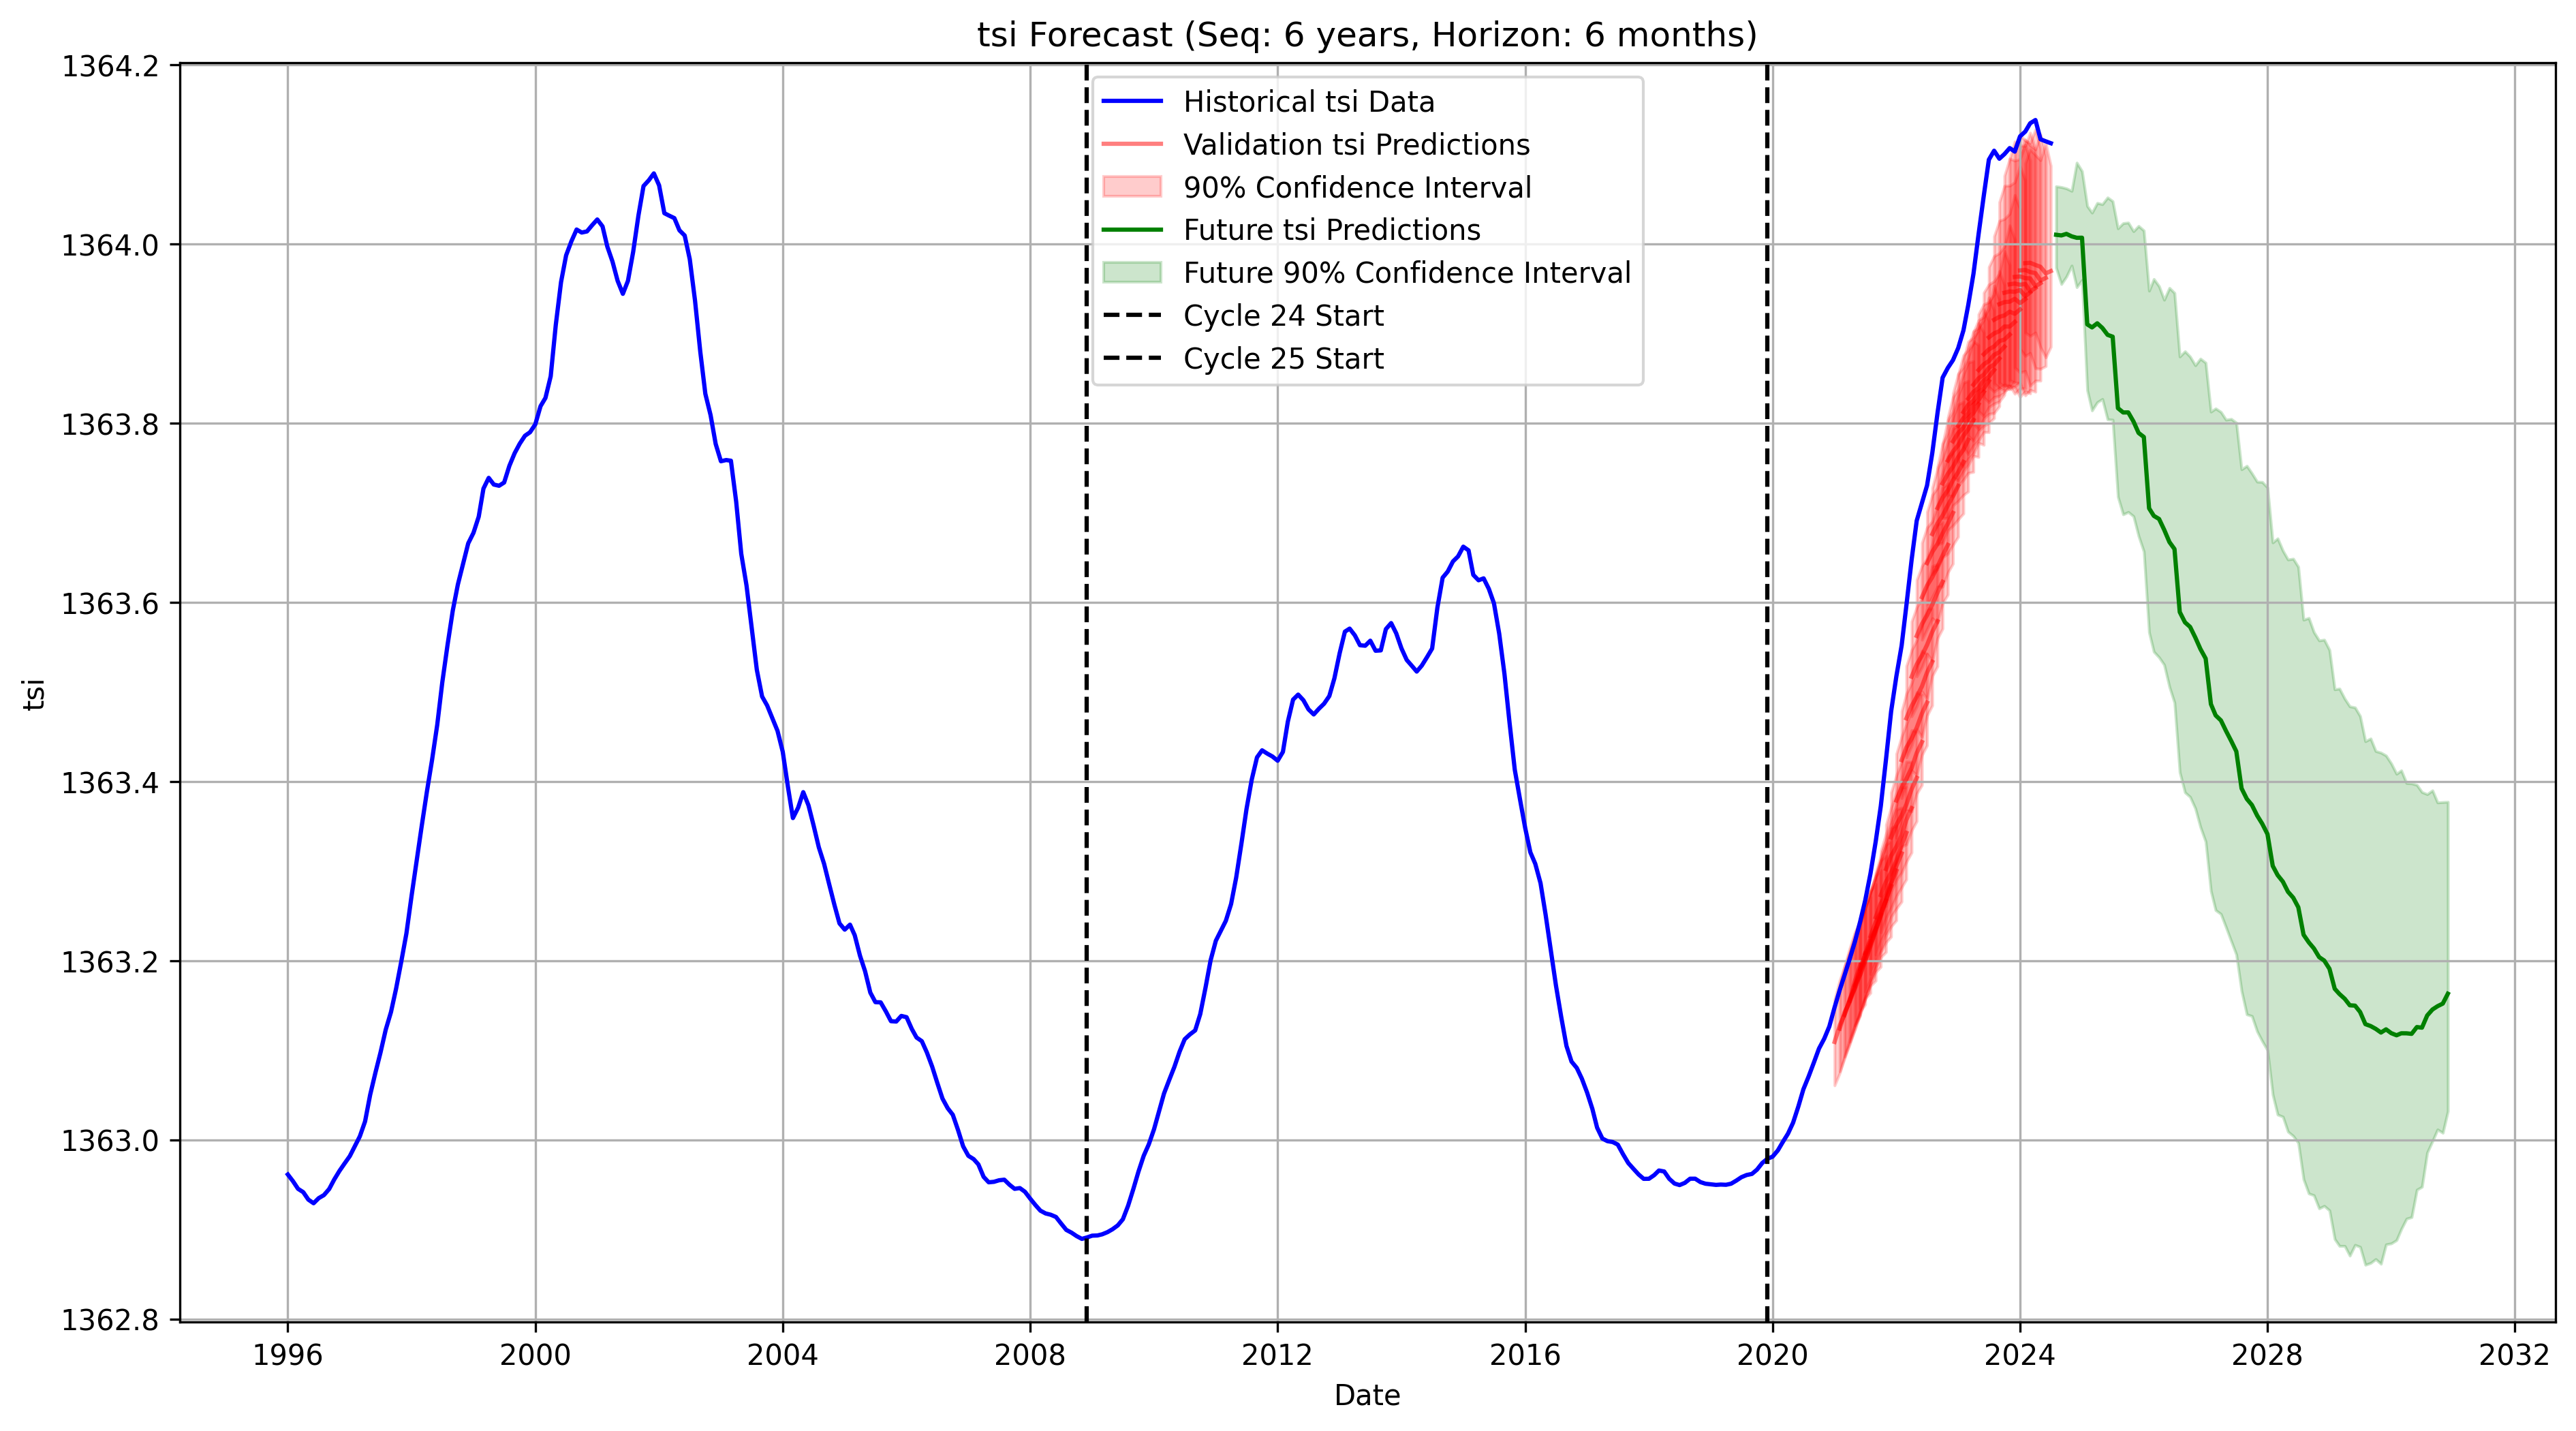 tsi Forecast (Seq: 6 years, Horizon: 6 months)
1364.2
1364.0
1363.8
1363.6
1363.4
1363.2
1363.0
1362.8
tsi
Historical tsi Data
Validation tsi Predictions
90% Confidence Interval
Future tsi Predictions
Future 90% Confidence Interval
Cycle 24 Start
Cycle 25 Start
1996 2000 2004 2008 2012 2016 2020 2024 2028 2032
Date